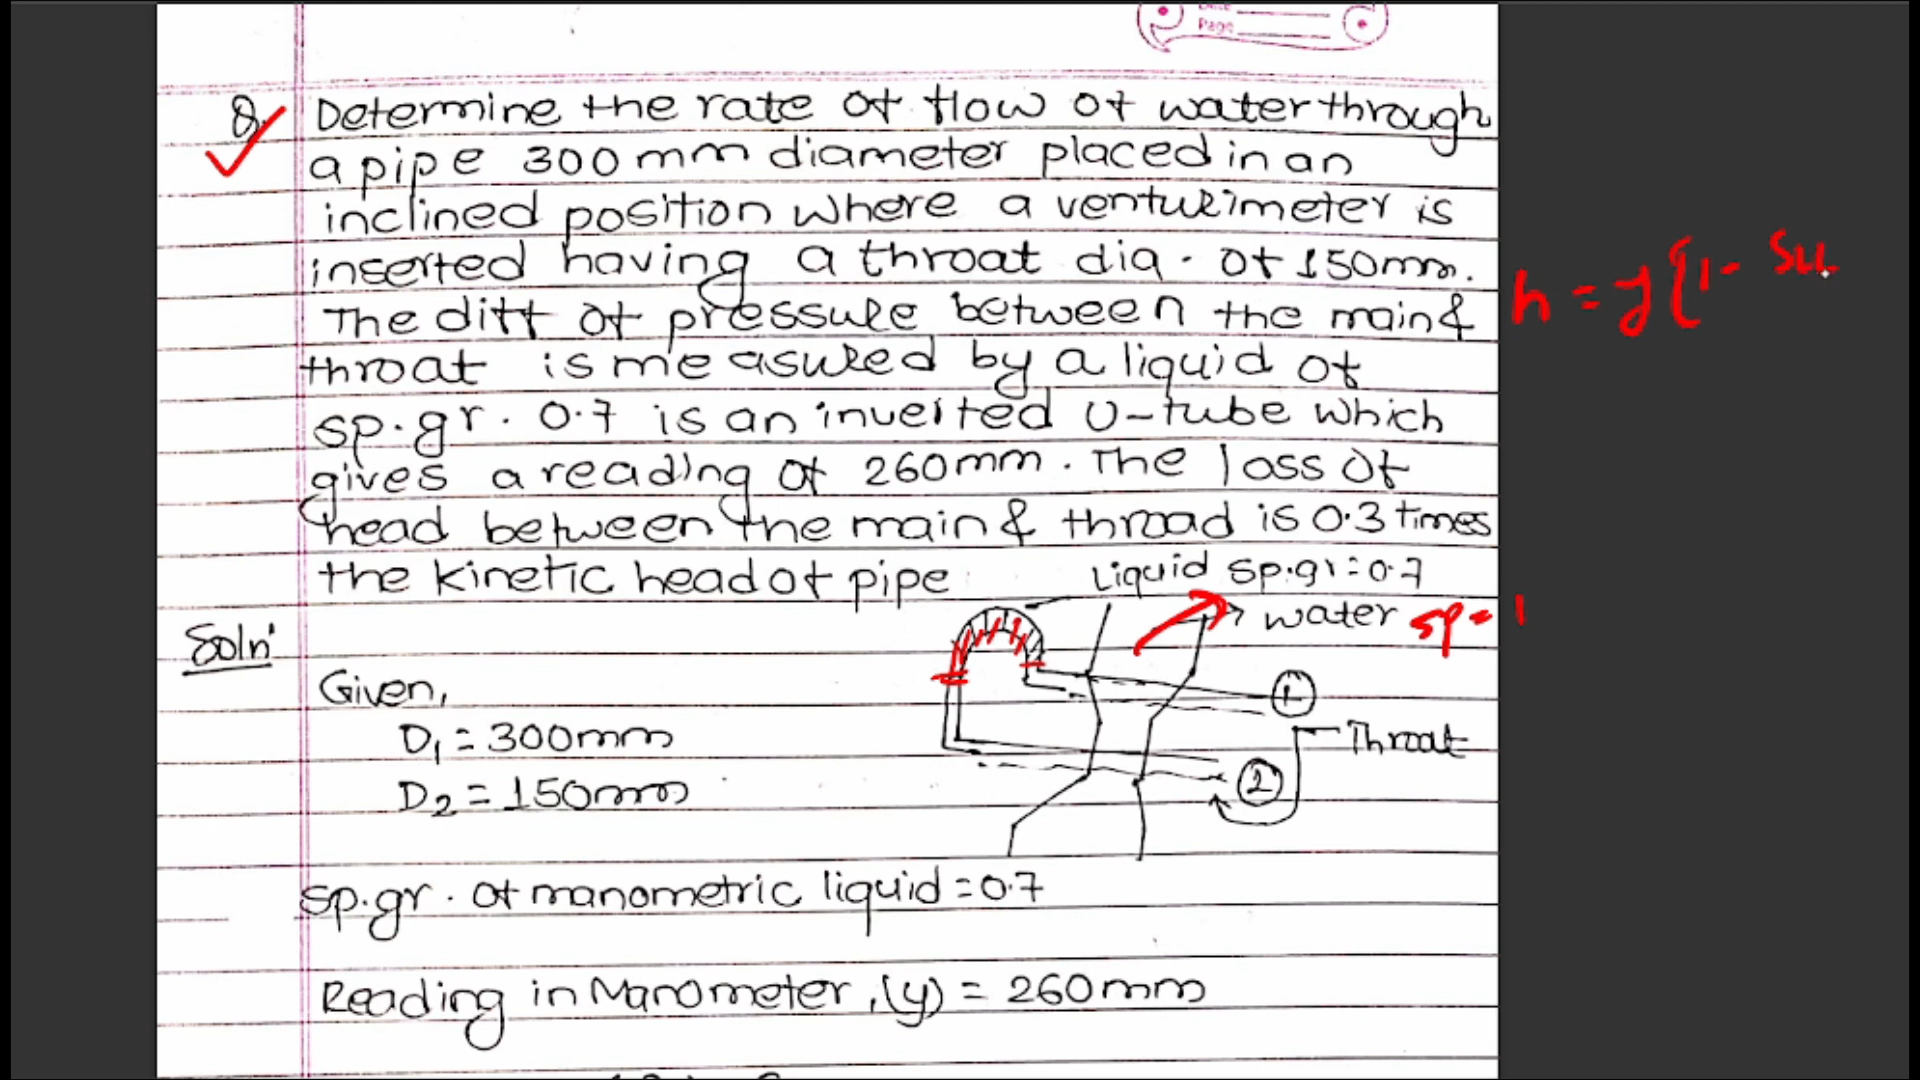 Date
Page
Q. Determine the rate of flow of water through
a pipe 300 mm diameter placed in an
inclined position where a venturimeter is
inserted having a throat dia. of 150mm.
The diff of pressure between the main &
throat is measured by a liquid of
sp.gr. 0.7 is an inverted U-tube which
gives a reading of 260mm. The loss of
head between the main & throad is 0.3 times
the kinetic head of pipe
Liquid sp.gr=0.7
water sp=1
Soln'
Given,
1
D₁ = 300mm
Throat
D₂ = 150mm
2
sp.gr. of manometric liquid = 0.7
Reading in Manometer, (y) = 260mm
h = y{1-